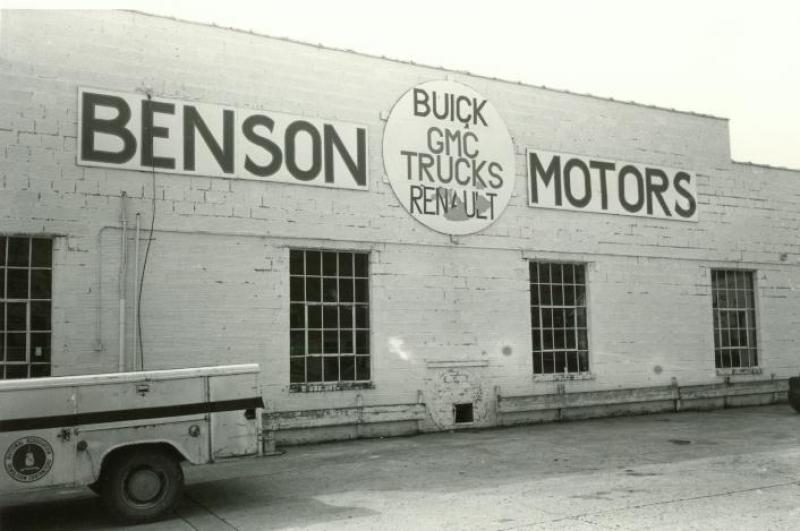 BENSON
BUICK
GMC
TRUCKS
RENAULT
MOTORS